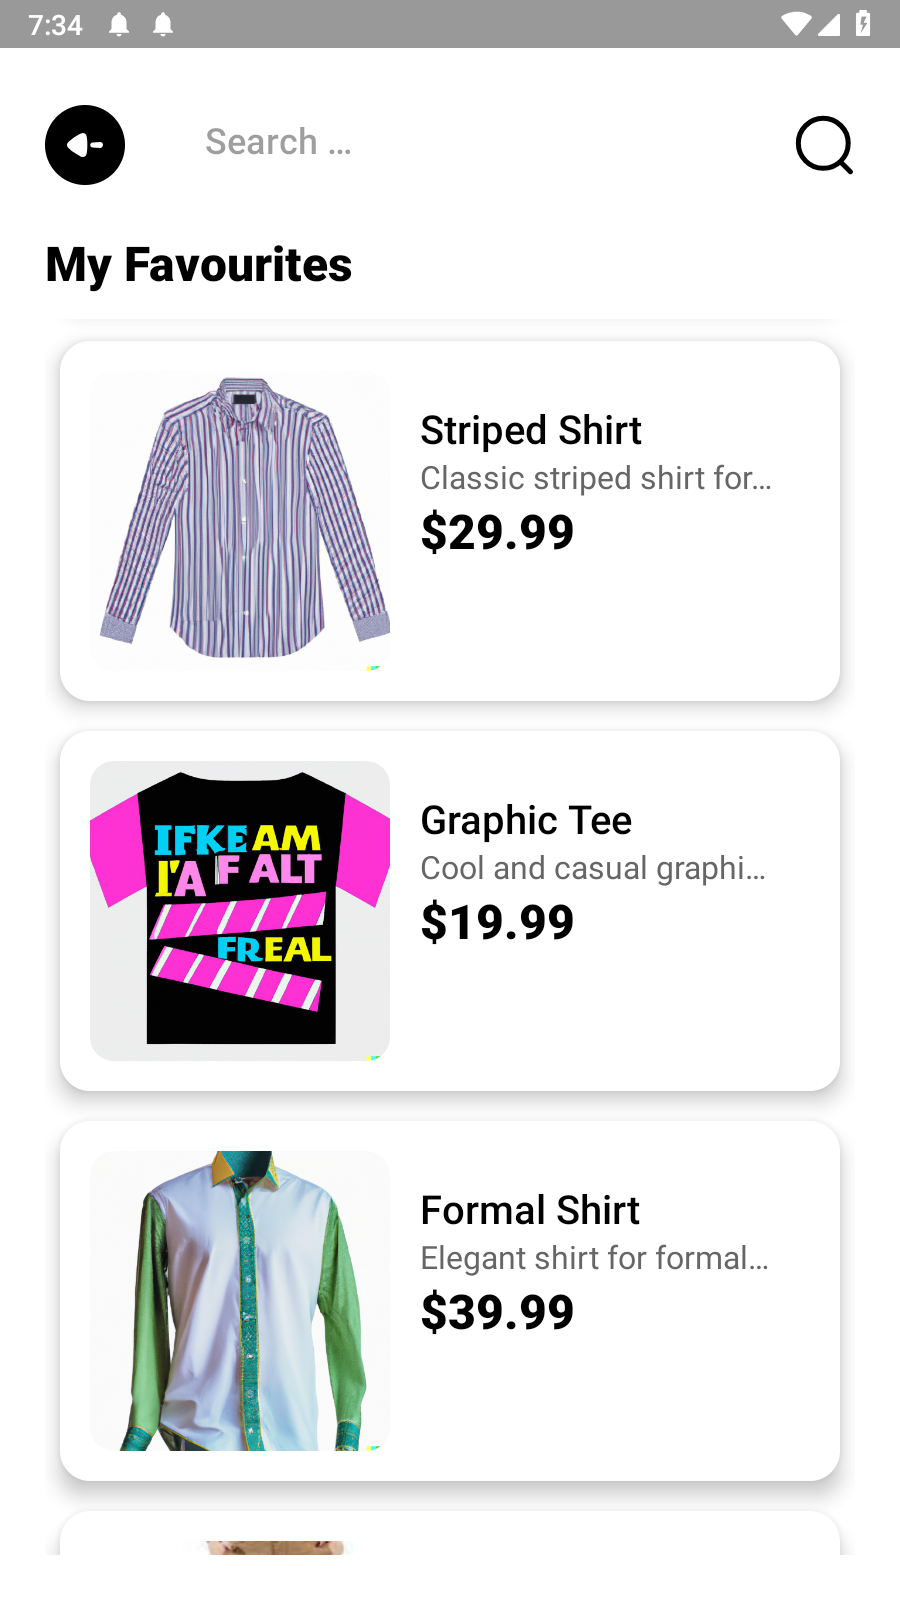 7:34
Search ...
My Favourites
Striped Shirt
Classic striped shirt for...
$29.99
IFKE AM
I'A F ALT
FREAL
Graphic Tee
Cool and casual graphi...
$19.99
Formal Shirt
Elegant shirt for formal...
$39.99